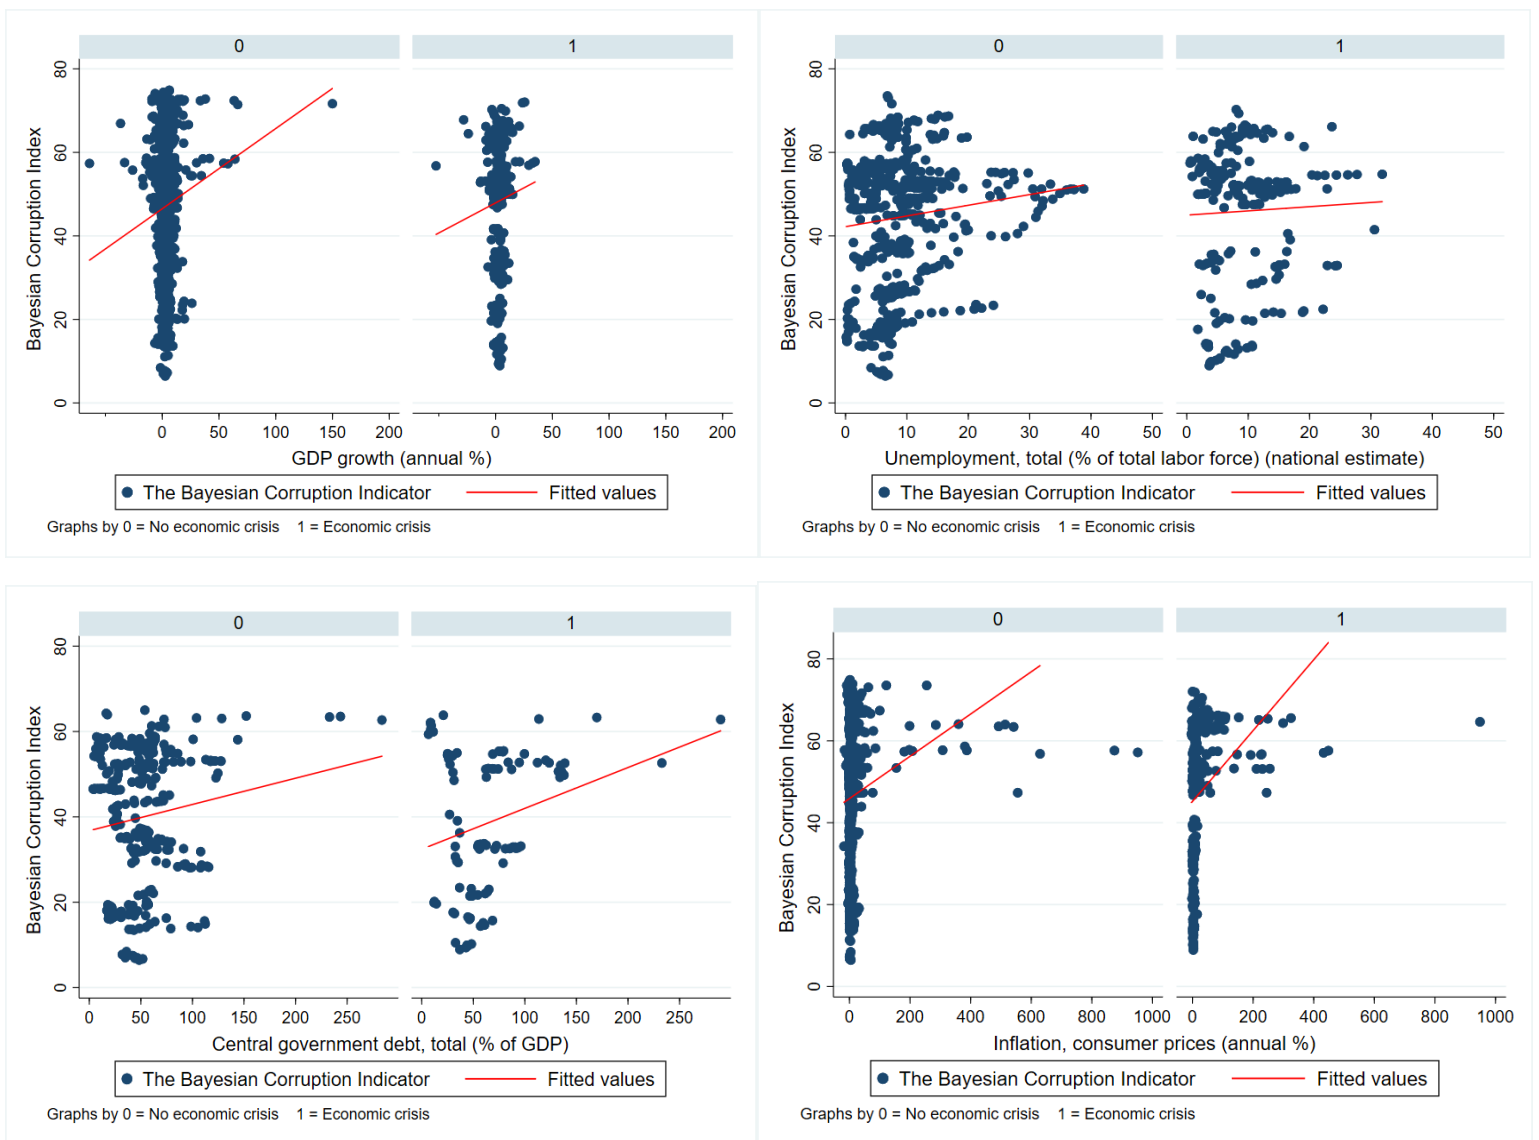 0 1
Bayesian Corruption Index
80
60
40
20
0
0 50 100 150 200 0 50 100 150 200
GDP growth (annual %)
The Bayesian Corruption Indicator Fitted values
Graphs by 0 = No economic crisis 1 = Economic crisis
0 1
Bayesian Corruption Index
80
60
40
20
0
0 10 20 30 40 50 0 10 20 30 40 50
Unemployment, total (% of total labor force) (national estimate)
The Bayesian Corruption Indicator Fitted values
Graphs by 0 = No economic crisis 1 = Economic crisis
0 1
Bayesian Corruption Index
80
60
40
20
0
0 50 100 150 200 250 0 50 100 150 200 250
Central government debt, total (% of GDP)
The Bayesian Corruption Indicator Fitted values
Graphs by 0 = No economic crisis 1 = Economic crisis
0 1
Bayesian Corruption Index
80
60
40
20
0
0 200 400 600 800 1000 0 200 400 600 800 1000
Inflation, consumer prices (annual %)
The Bayesian Corruption Indicator Fitted values
Graphs by 0 = No economic crisis 1 = Economic crisis